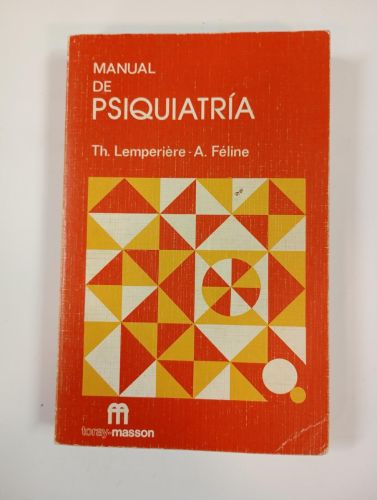 MANUAL
DE
PSIQUIATRÍA
Th. Lemperière - A. Féline
toray-masson